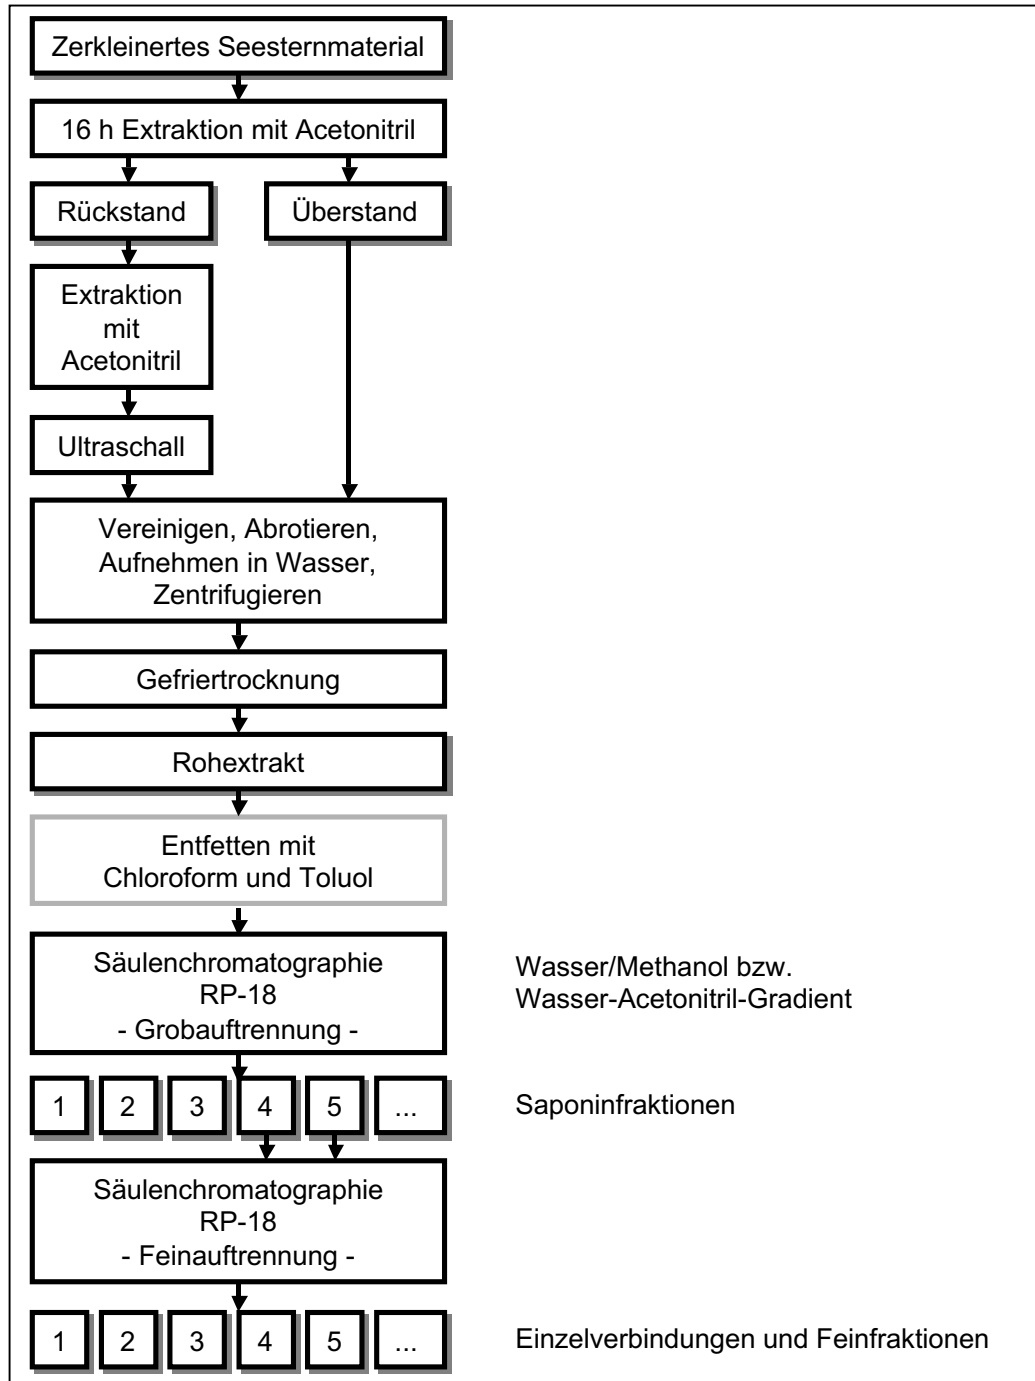 Zerkleinertes Seesternmaterial
16 h Extraktion mit Acetonitril
Rückstand
Überstand
Extraktion
mit
Acetonitril
Ultraschall
Vereinigen, Abrotieren,
Aufnehmen in Wasser,
Zentrifugieren
Gefriertrocknung
Rohextrakt
Entfetten mit
Chloroform und Toluol
Säulenchromatographie
RP-18
- Grobauftrennung -
Wasser/Methanol bzw.
Wasser-Acetonitril-Gradient
1 2 3 4 5 ...
Saponinfraktionen
Säulenchromatographie
RP-18
- Feinauftrennung -
1 2 3 4 5 ...
Einzelverbindungen und Feinfraktionen